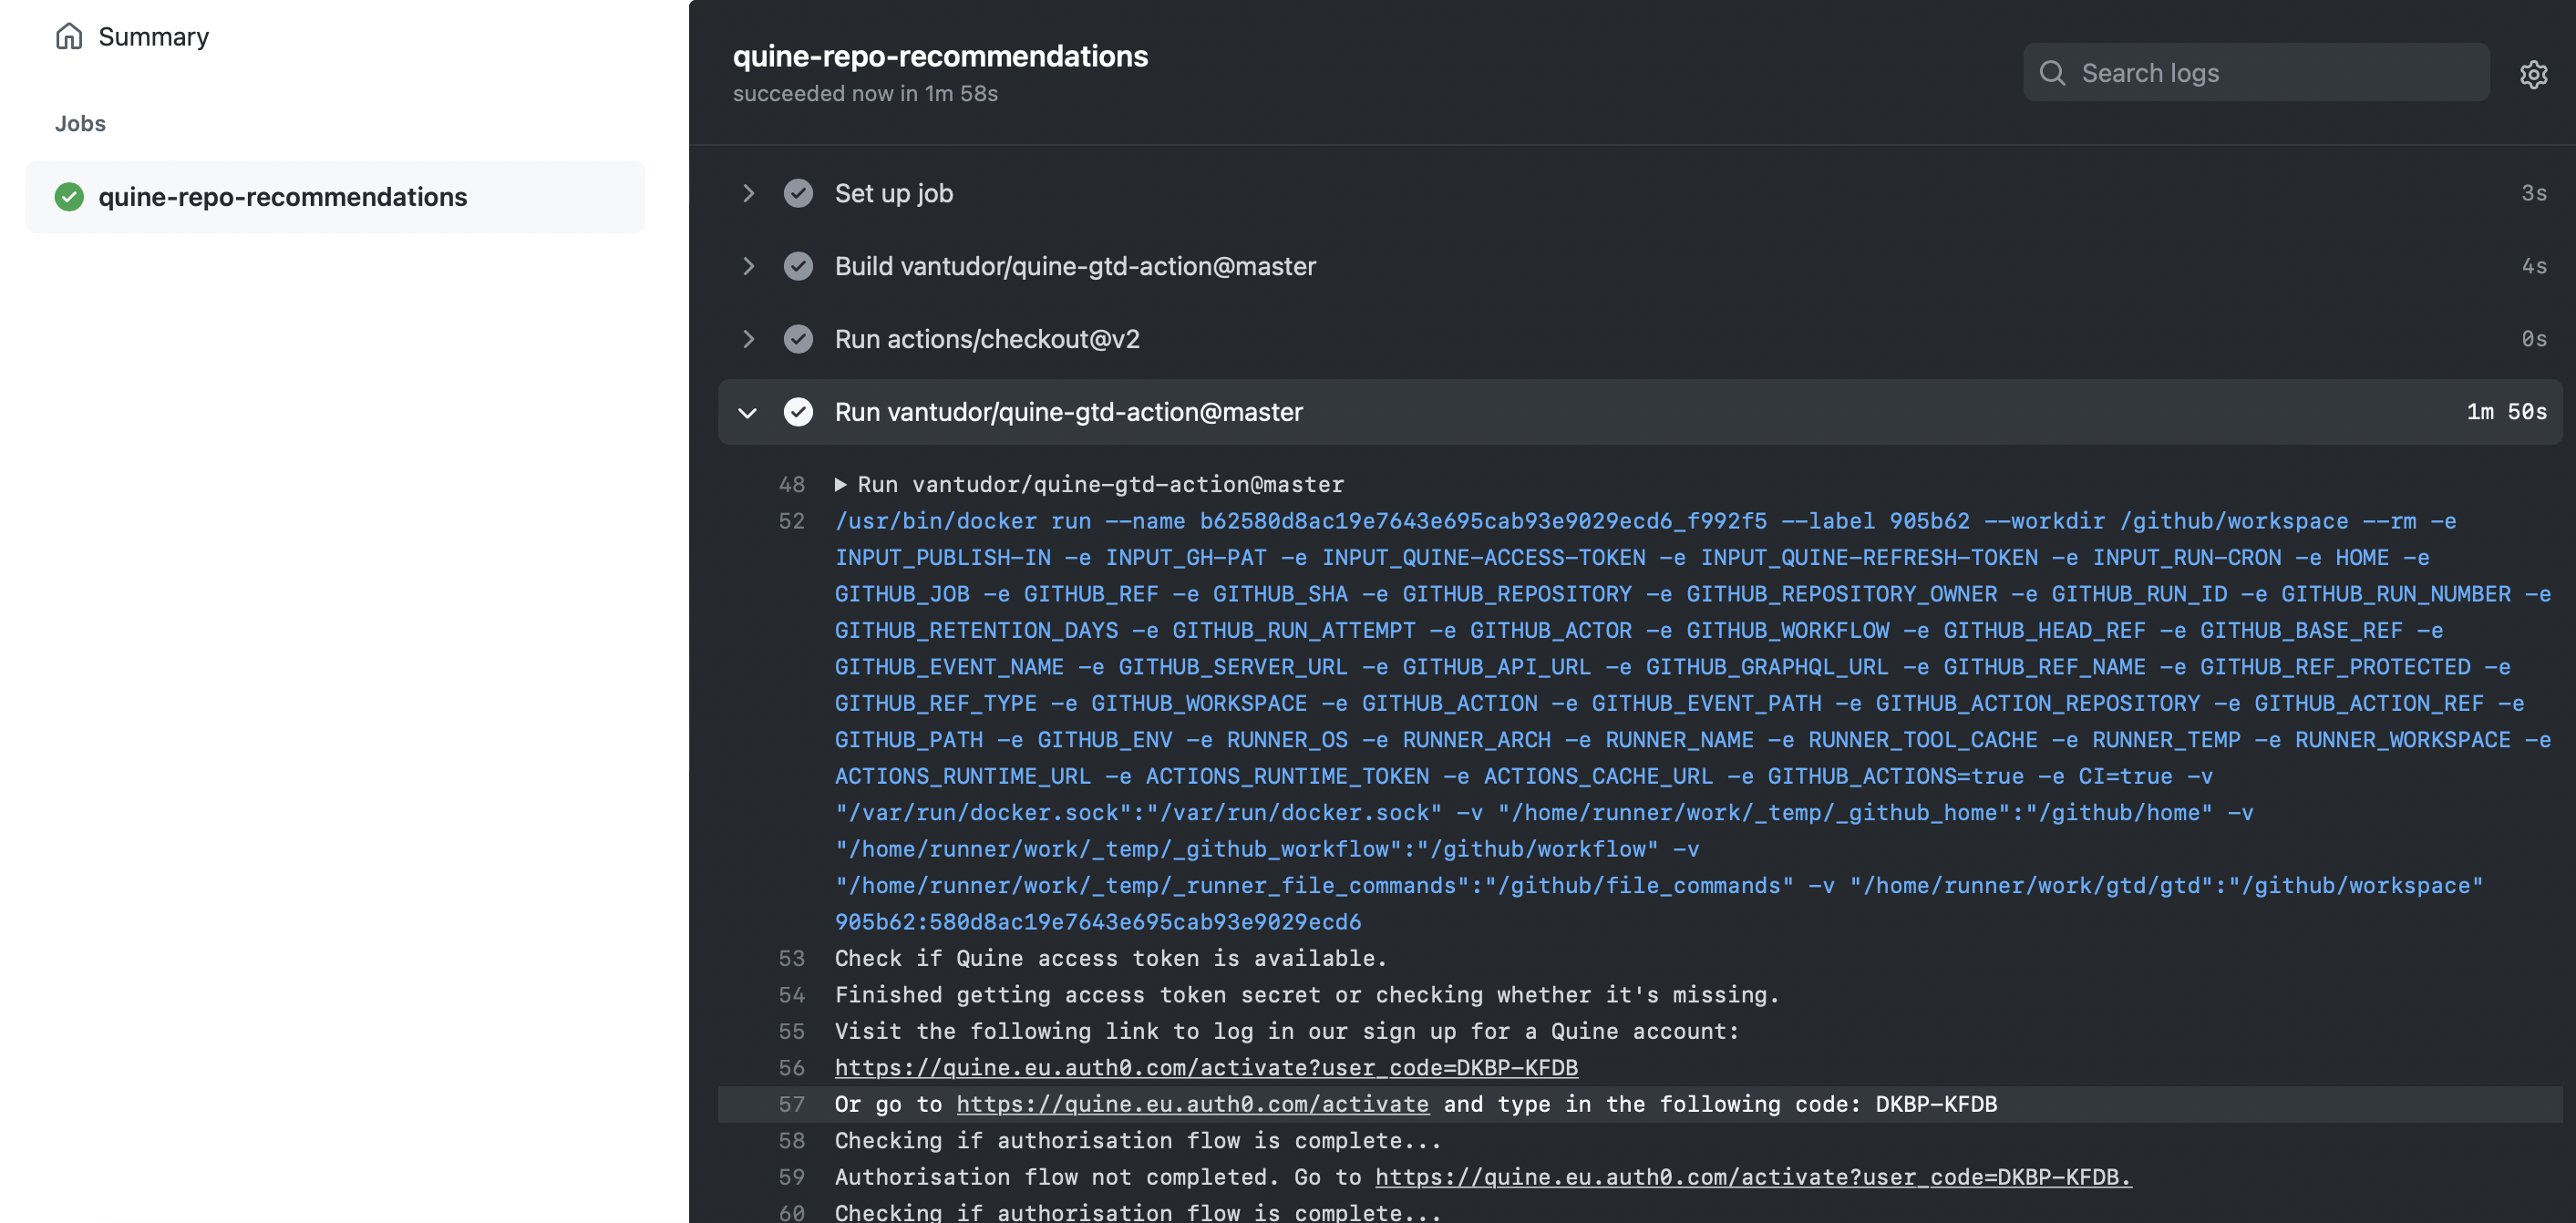 Summary
Jobs
quine-repo-recommendations
quine-repo-recommendations
succeeded now in 1m 58s
Search logs
Set up job 3s
Build vantudor/quine-gtd-action@master 4s
Run actions/checkout@v2 0s
Run vantudor/quine-gtd-action@master 1m 50s
48 ▶ Run vantudor/quine-gtd-action@master
52 /usr/bin/docker run --name b62580d8ac19e7643e695cab93e9029ecd6_f992f5 --label 905b62 --workdir /github/workspace --rm -e
INPUT_PUBLISH-IN -e INPUT_GH-PAT -e INPUT_QUINE-ACCESS-TOKEN -e INPUT_QUINE-REFRESH-TOKEN -e INPUT_RUN-CRON -e HOME -e
GITHUB_JOB -e GITHUB_REF -e GITHUB_SHA -e GITHUB_REPOSITORY -e GITHUB_REPOSITORY_OWNER -e GITHUB_RUN_ID -e GITHUB_RUN_NUMBER -e
GITHUB_RETENTION_DAYS -e GITHUB_RUN_ATTEMPT -e GITHUB_ACTOR -e GITHUB_WORKFLOW -e GITHUB_HEAD_REF -e GITHUB_BASE_REF -e
GITHUB_EVENT_NAME -e GITHUB_SERVER_URL -e GITHUB_API_URL -e GITHUB_GRAPHQL_URL -e GITHUB_REF_NAME -e GITHUB_REF_PROTECTED -e
GITHUB_REF_TYPE -e GITHUB_WORKSPACE -e GITHUB_ACTION -e GITHUB_EVENT_PATH -e GITHUB_ACTION_REPOSITORY -e GITHUB_ACTION_REF -e
GITHUB_PATH -e GITHUB_ENV -e RUNNER_OS -e RUNNER_ARCH -e RUNNER_NAME -e RUNNER_TOOL_CACHE -e RUNNER_TEMP -e RUNNER_WORKSPACE -e
ACTIONS_RUNTIME_URL -e ACTIONS_RUNTIME_TOKEN -e ACTIONS_CACHE_URL -e GITHUB_ACTIONS=true -e CI=true -v
"/var/run/docker.sock":"/var/run/docker.sock" -v "/home/runner/work/_temp/_github_home":"/github/home" -v
"/home/runner/work/_temp/_github_workflow":"/github/workflow" -v
"/home/runner/work/_temp/_runner_file_commands":"/github/file_commands" -v "/home/runner/work/gtd/gtd":"/github/workspace"
905b62:580d8ac19e7643e695cab93e9029ecd6
53 Check if Quine access token is available.
54 Finished getting access token secret or checking whether it's missing.
55 Visit the following link to log in our sign up for a Quine account:
56 https://quine.eu.auth0.com/activate?user_code=DKBP-KFDB
57 Or go to https://quine.eu.auth0.com/activate and type in the following code: DKBP-KFDB
58 Checking if authorisation flow is complete...
59 Authorisation flow not completed. Go to https://quine.eu.auth0.com/activate?user_code=DKBP-KFDB.
60 Checking if authorisation flow is complete...